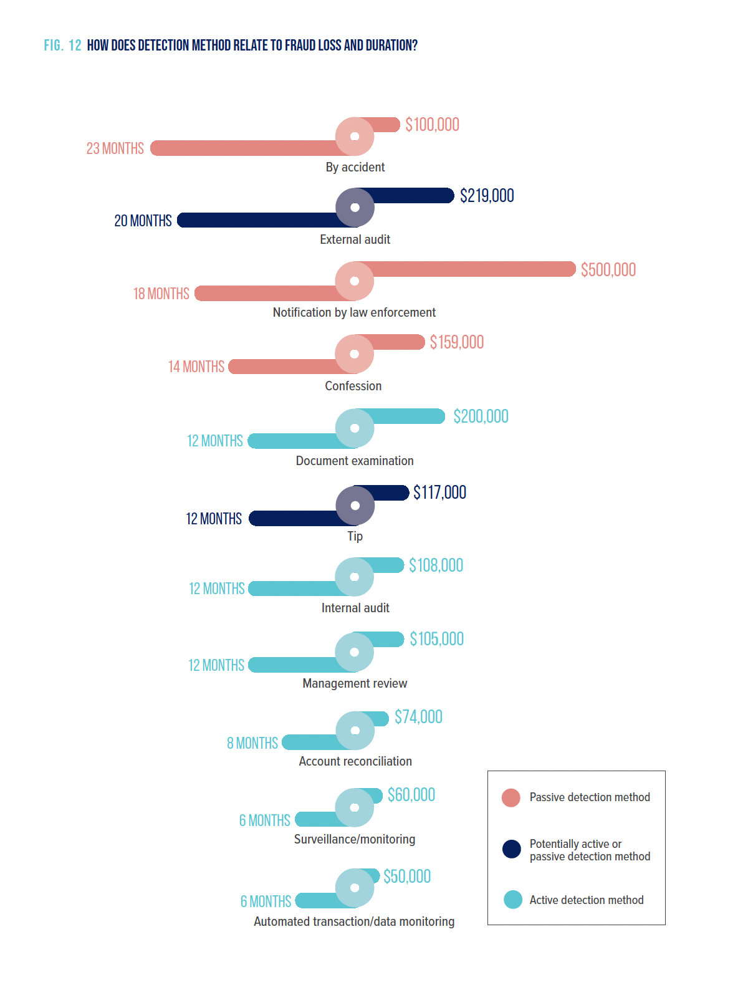 FIG. 12 HOW DOES DETECTION METHOD RELATE TO FRAUD LOSS AND DURATION?
$100,000
23 MONTHS
By accident
$219,000
20 MONTHS
External audit
$500,000
18 MONTHS
Notification by law enforcement
$159,000
14 MONTHS
Confession
$200,000
12 MONTHS
Document examination
$117,000
12 MONTHS
Tip
$108,000
12 MONTHS
Internal audit
$105,000
12 MONTHS
Management review
$74,000
8 MONTHS
Account reconciliation
$60,000
6 MONTHS
Surveillance/monitoring
$50,000
6 MONTHS
Automated transaction/data monitoring
Passive detection method
Potentially active or
passive detection method
Active detection method